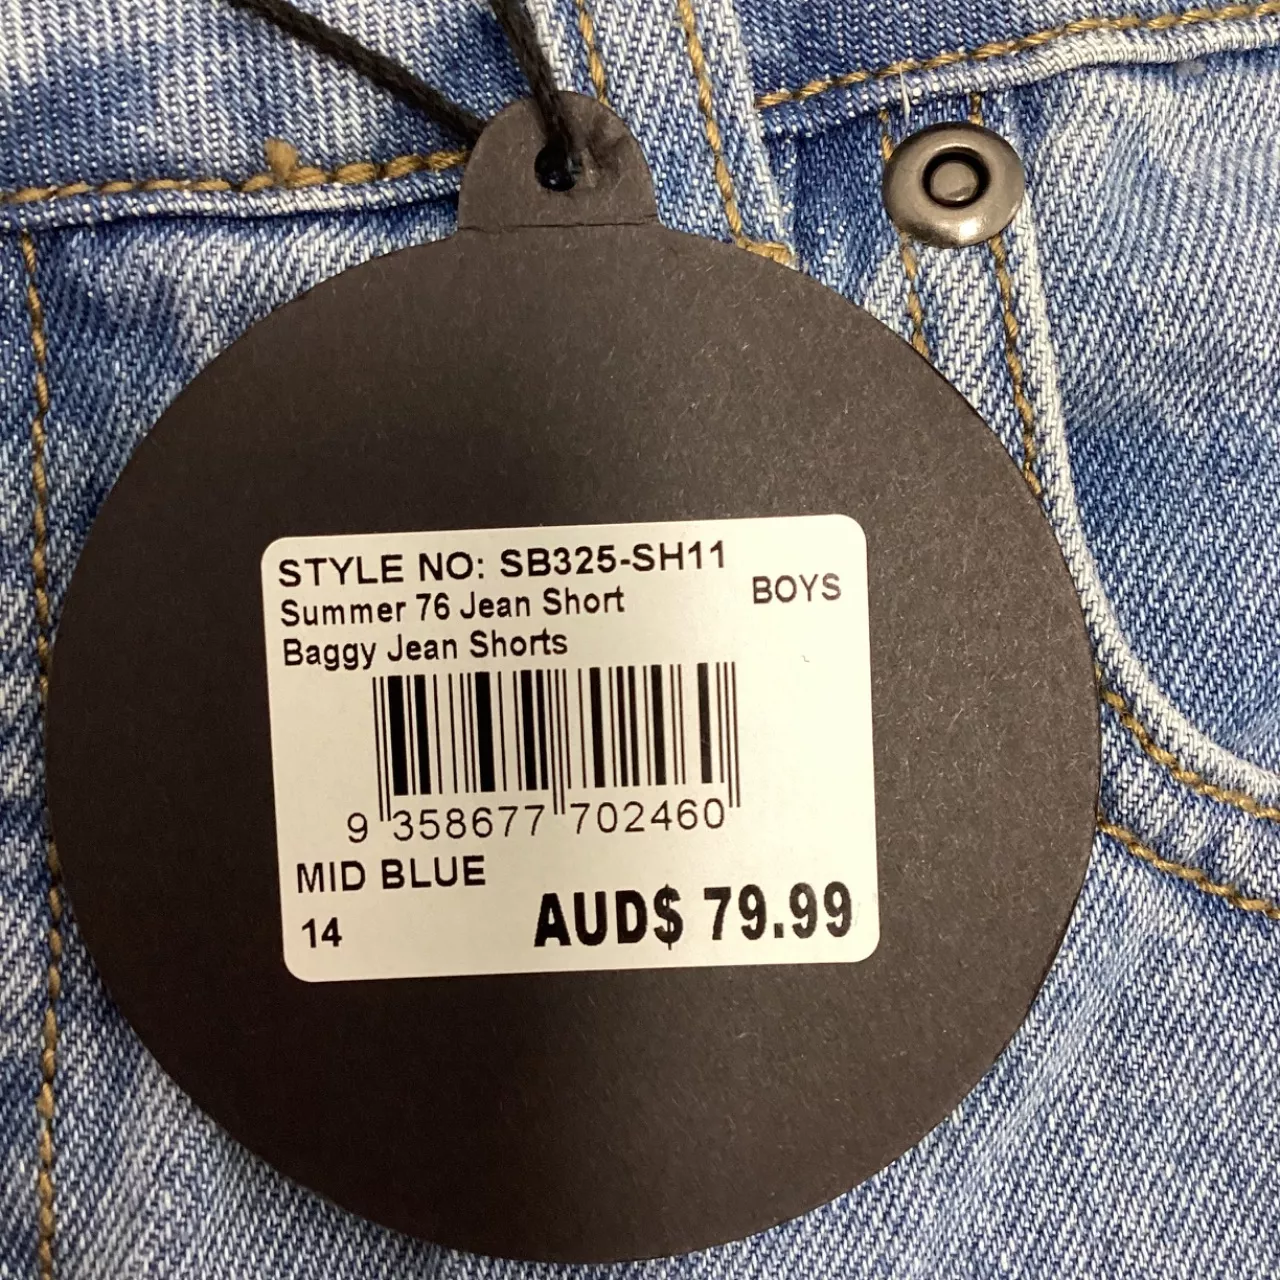 STYLE NO: SB325-SH11
Summer 76 Jean Short
BOYS
Baggy Jean Shorts
9 358677 702460
MID BLUE
14
AUD$ 79.99